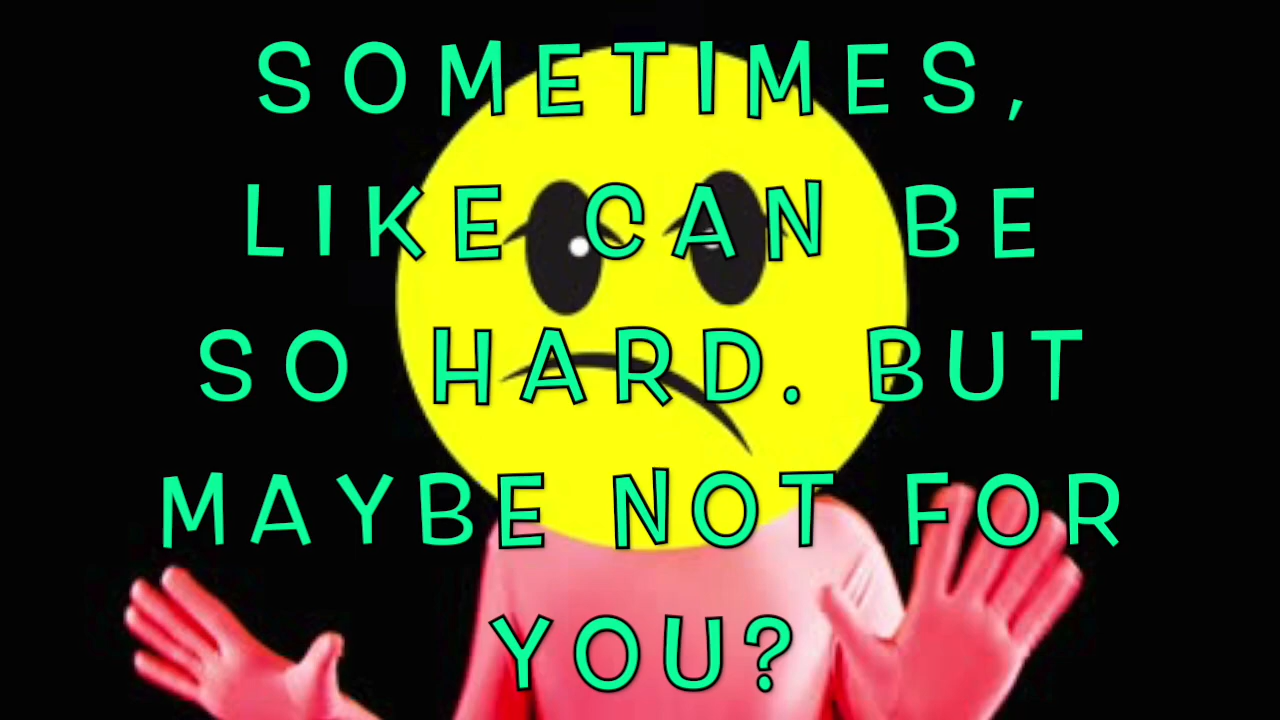 SOMETIMES,
LIKE CAN BE
SO HARD. BUT
MAYBE NOT FOR
YOU?